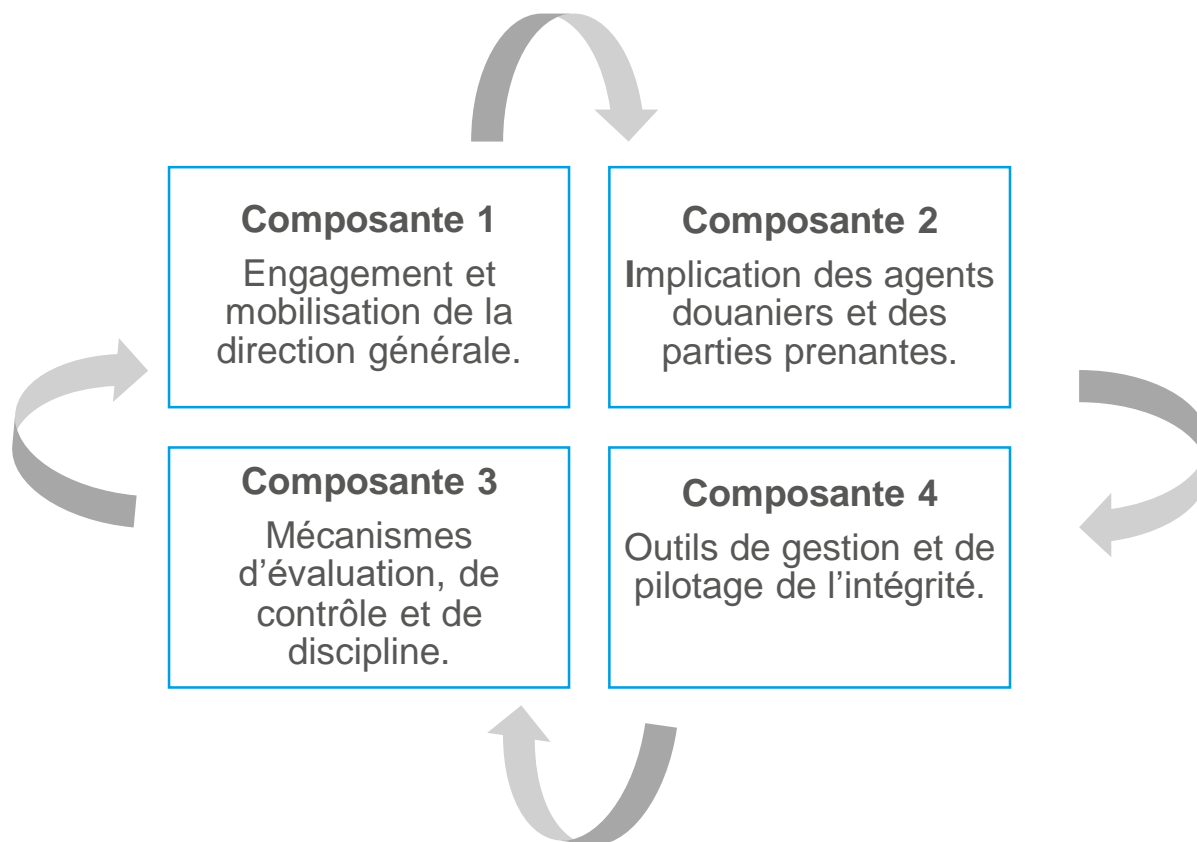 Composante 1
Engagement et
mobilisation de la
direction générale.
Composante 2
Implication des agents
douaniers et des
parties prenantes.
Composante 3
Mécanismes
d’évaluation, de
contrôle et de
discipline.
Composante 4
Outils de gestion et de
pilotage de l’intégrité.